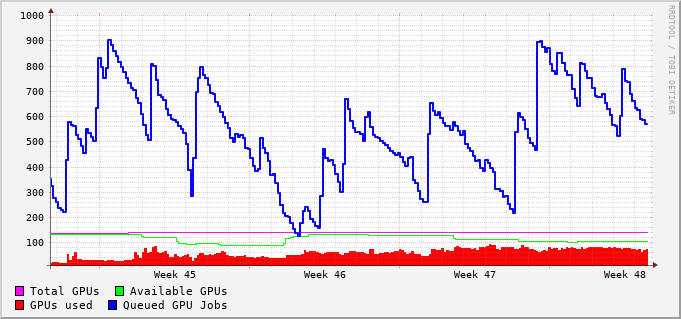 1000
900
800
700
600
500
400
300
200
100
Week 45 Week 46 Week 47 Week 48
Total GPUs Available GPUs
GPUs used Queued GPU Jobs
RRDTOOL / TOBI OETIKER